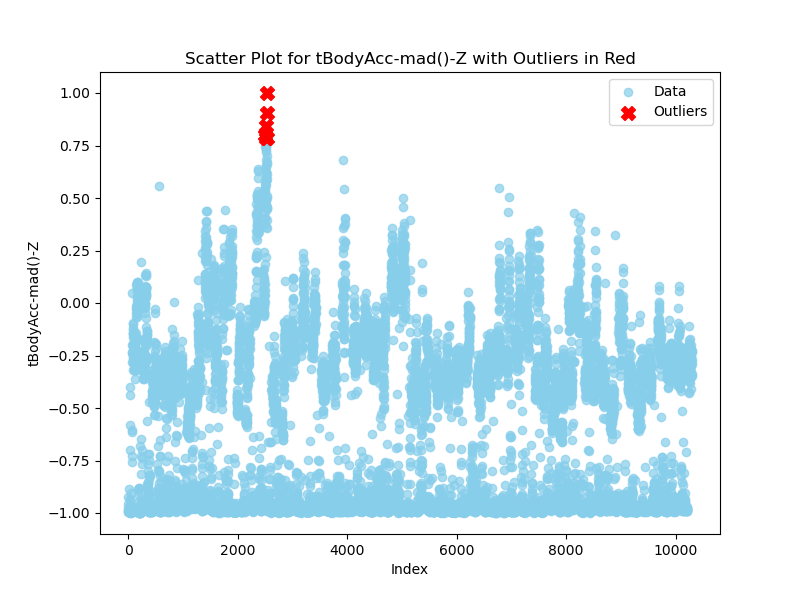 Scatter Plot for tBodyAcc-mad()-Z with Outliers in Red
Data
Outliers
tBodyAcc-mad()-Z
1.00
0.75
0.50
0.25
0.00
−0.25
−0.50
−0.75
−1.00
0 2000 4000 6000 8000 10000
Index